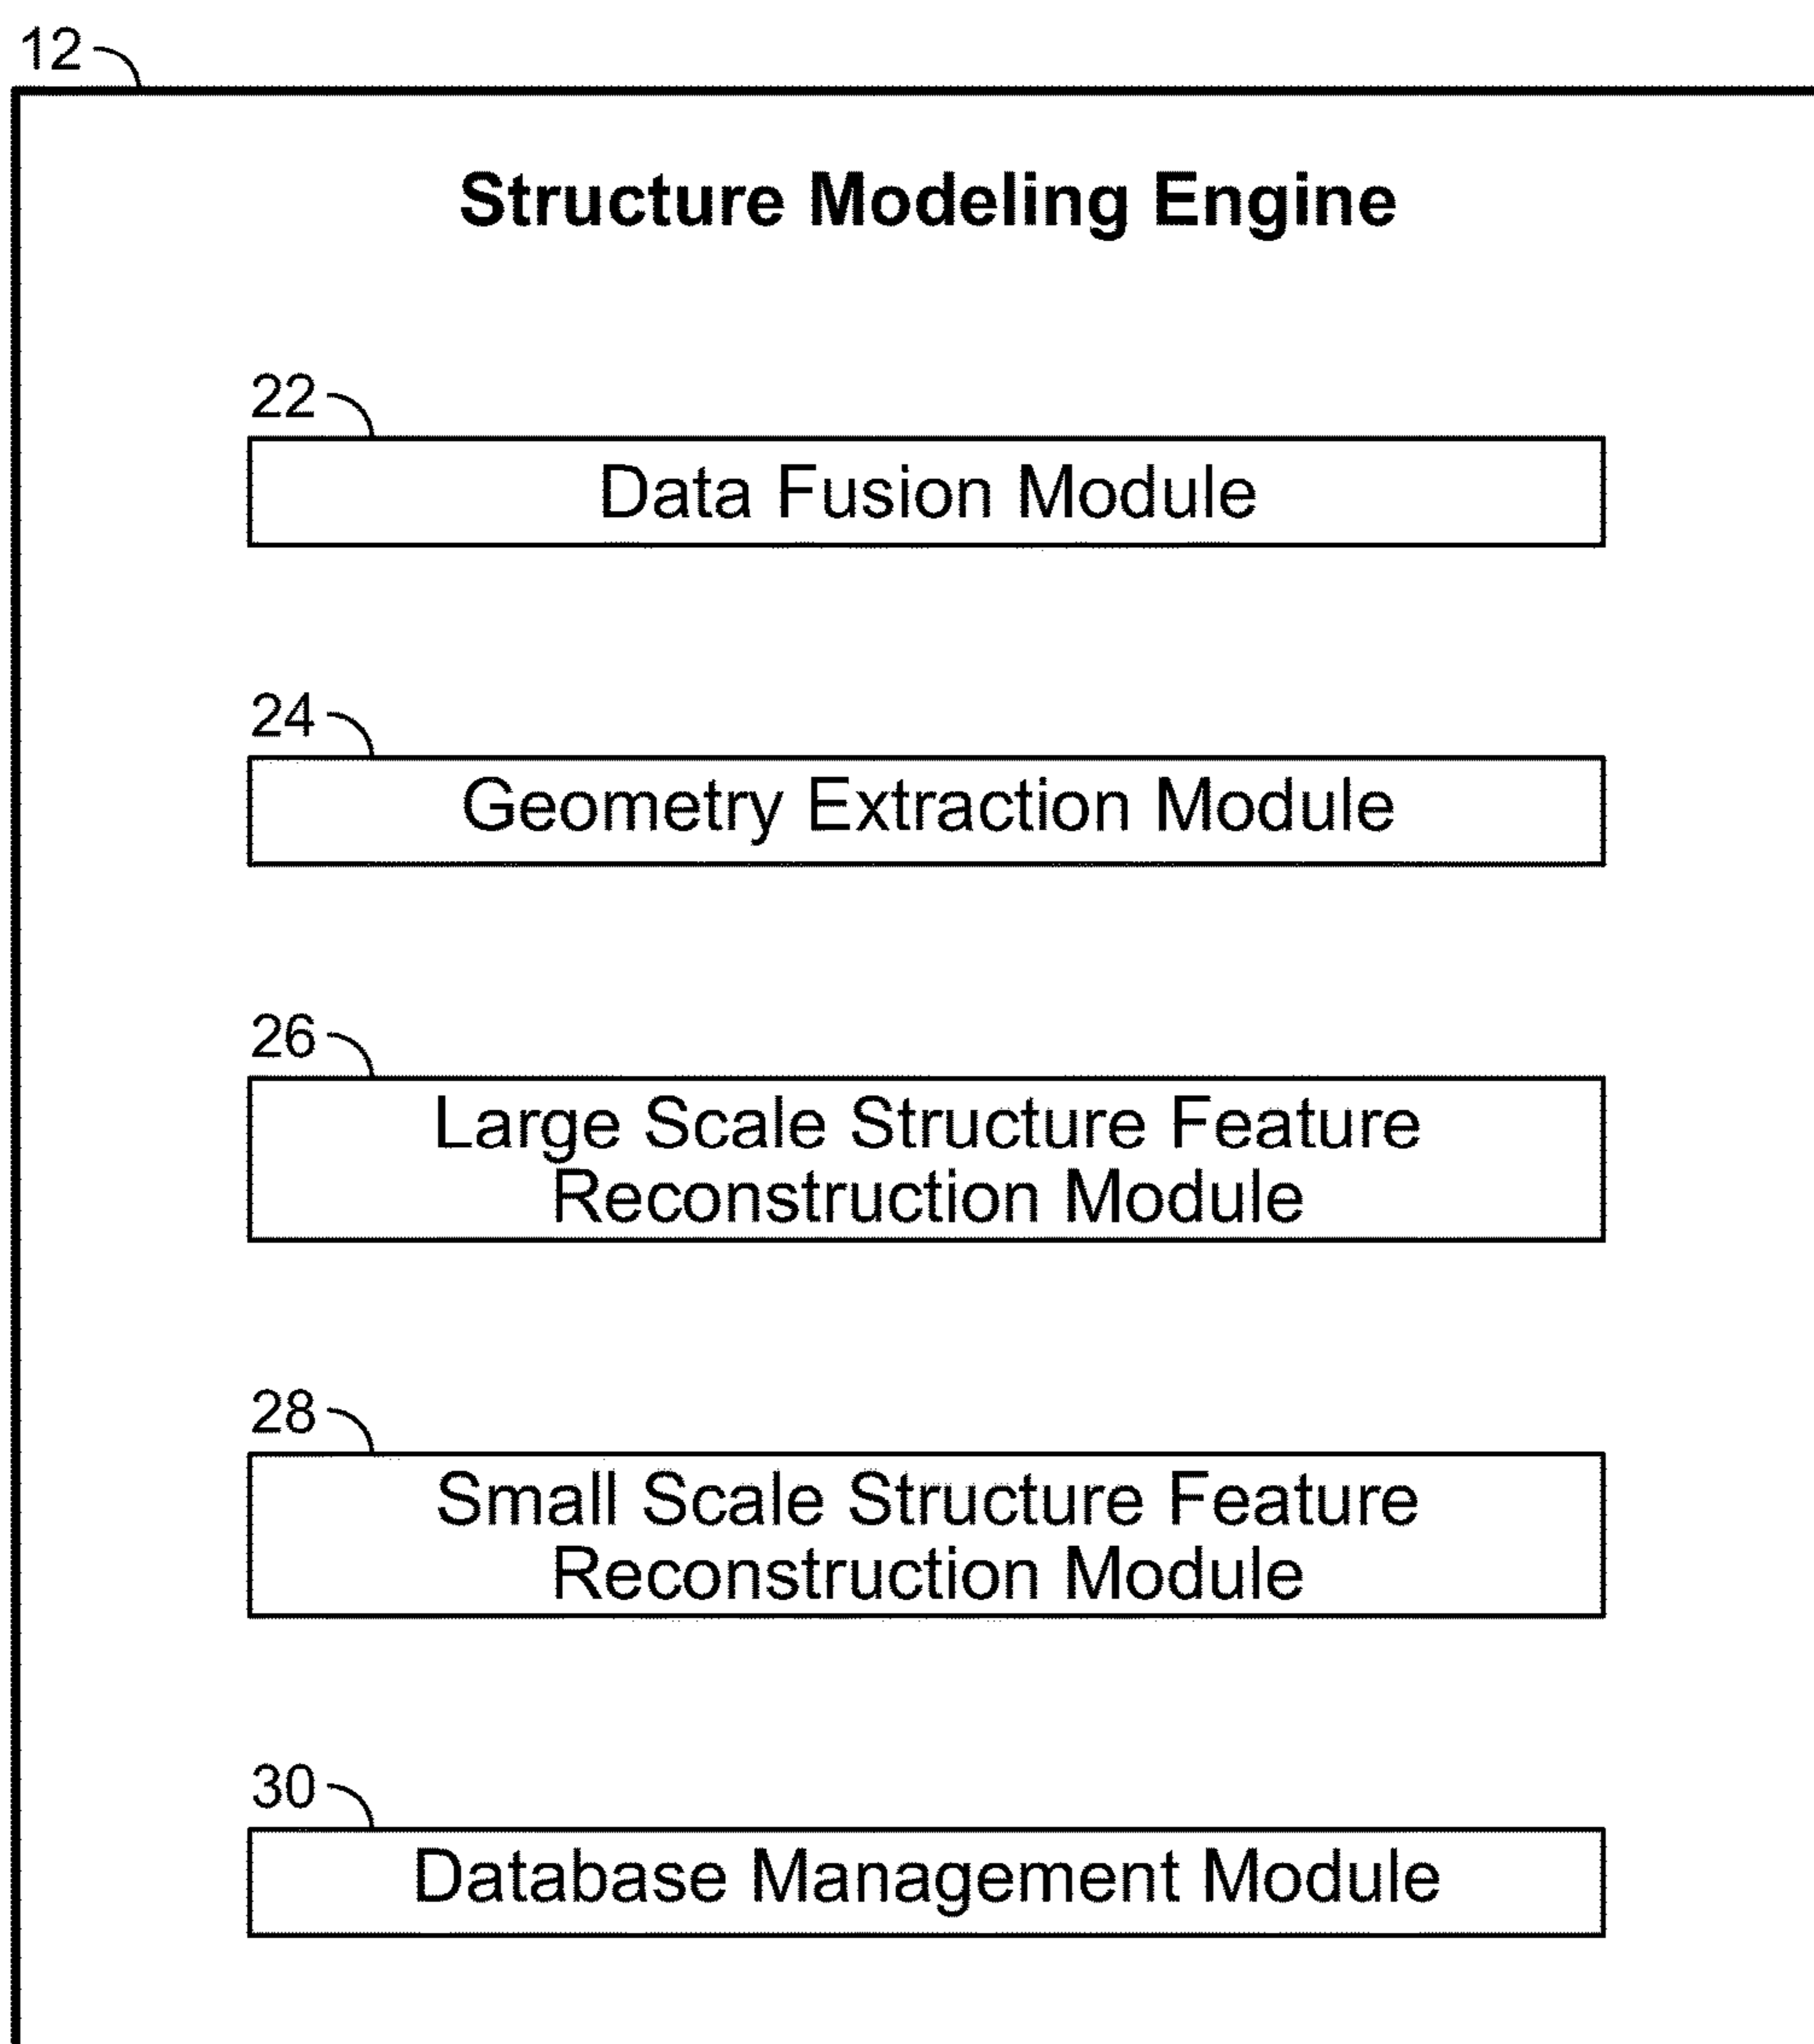 12
Structure Modeling Engine
22
Data Fusion Module
24
Geometry Extraction Module
26
Large Scale Structure Feature
Reconstruction Module
28
Small Scale Structure Feature
Reconstruction Module
30
Database Management Module